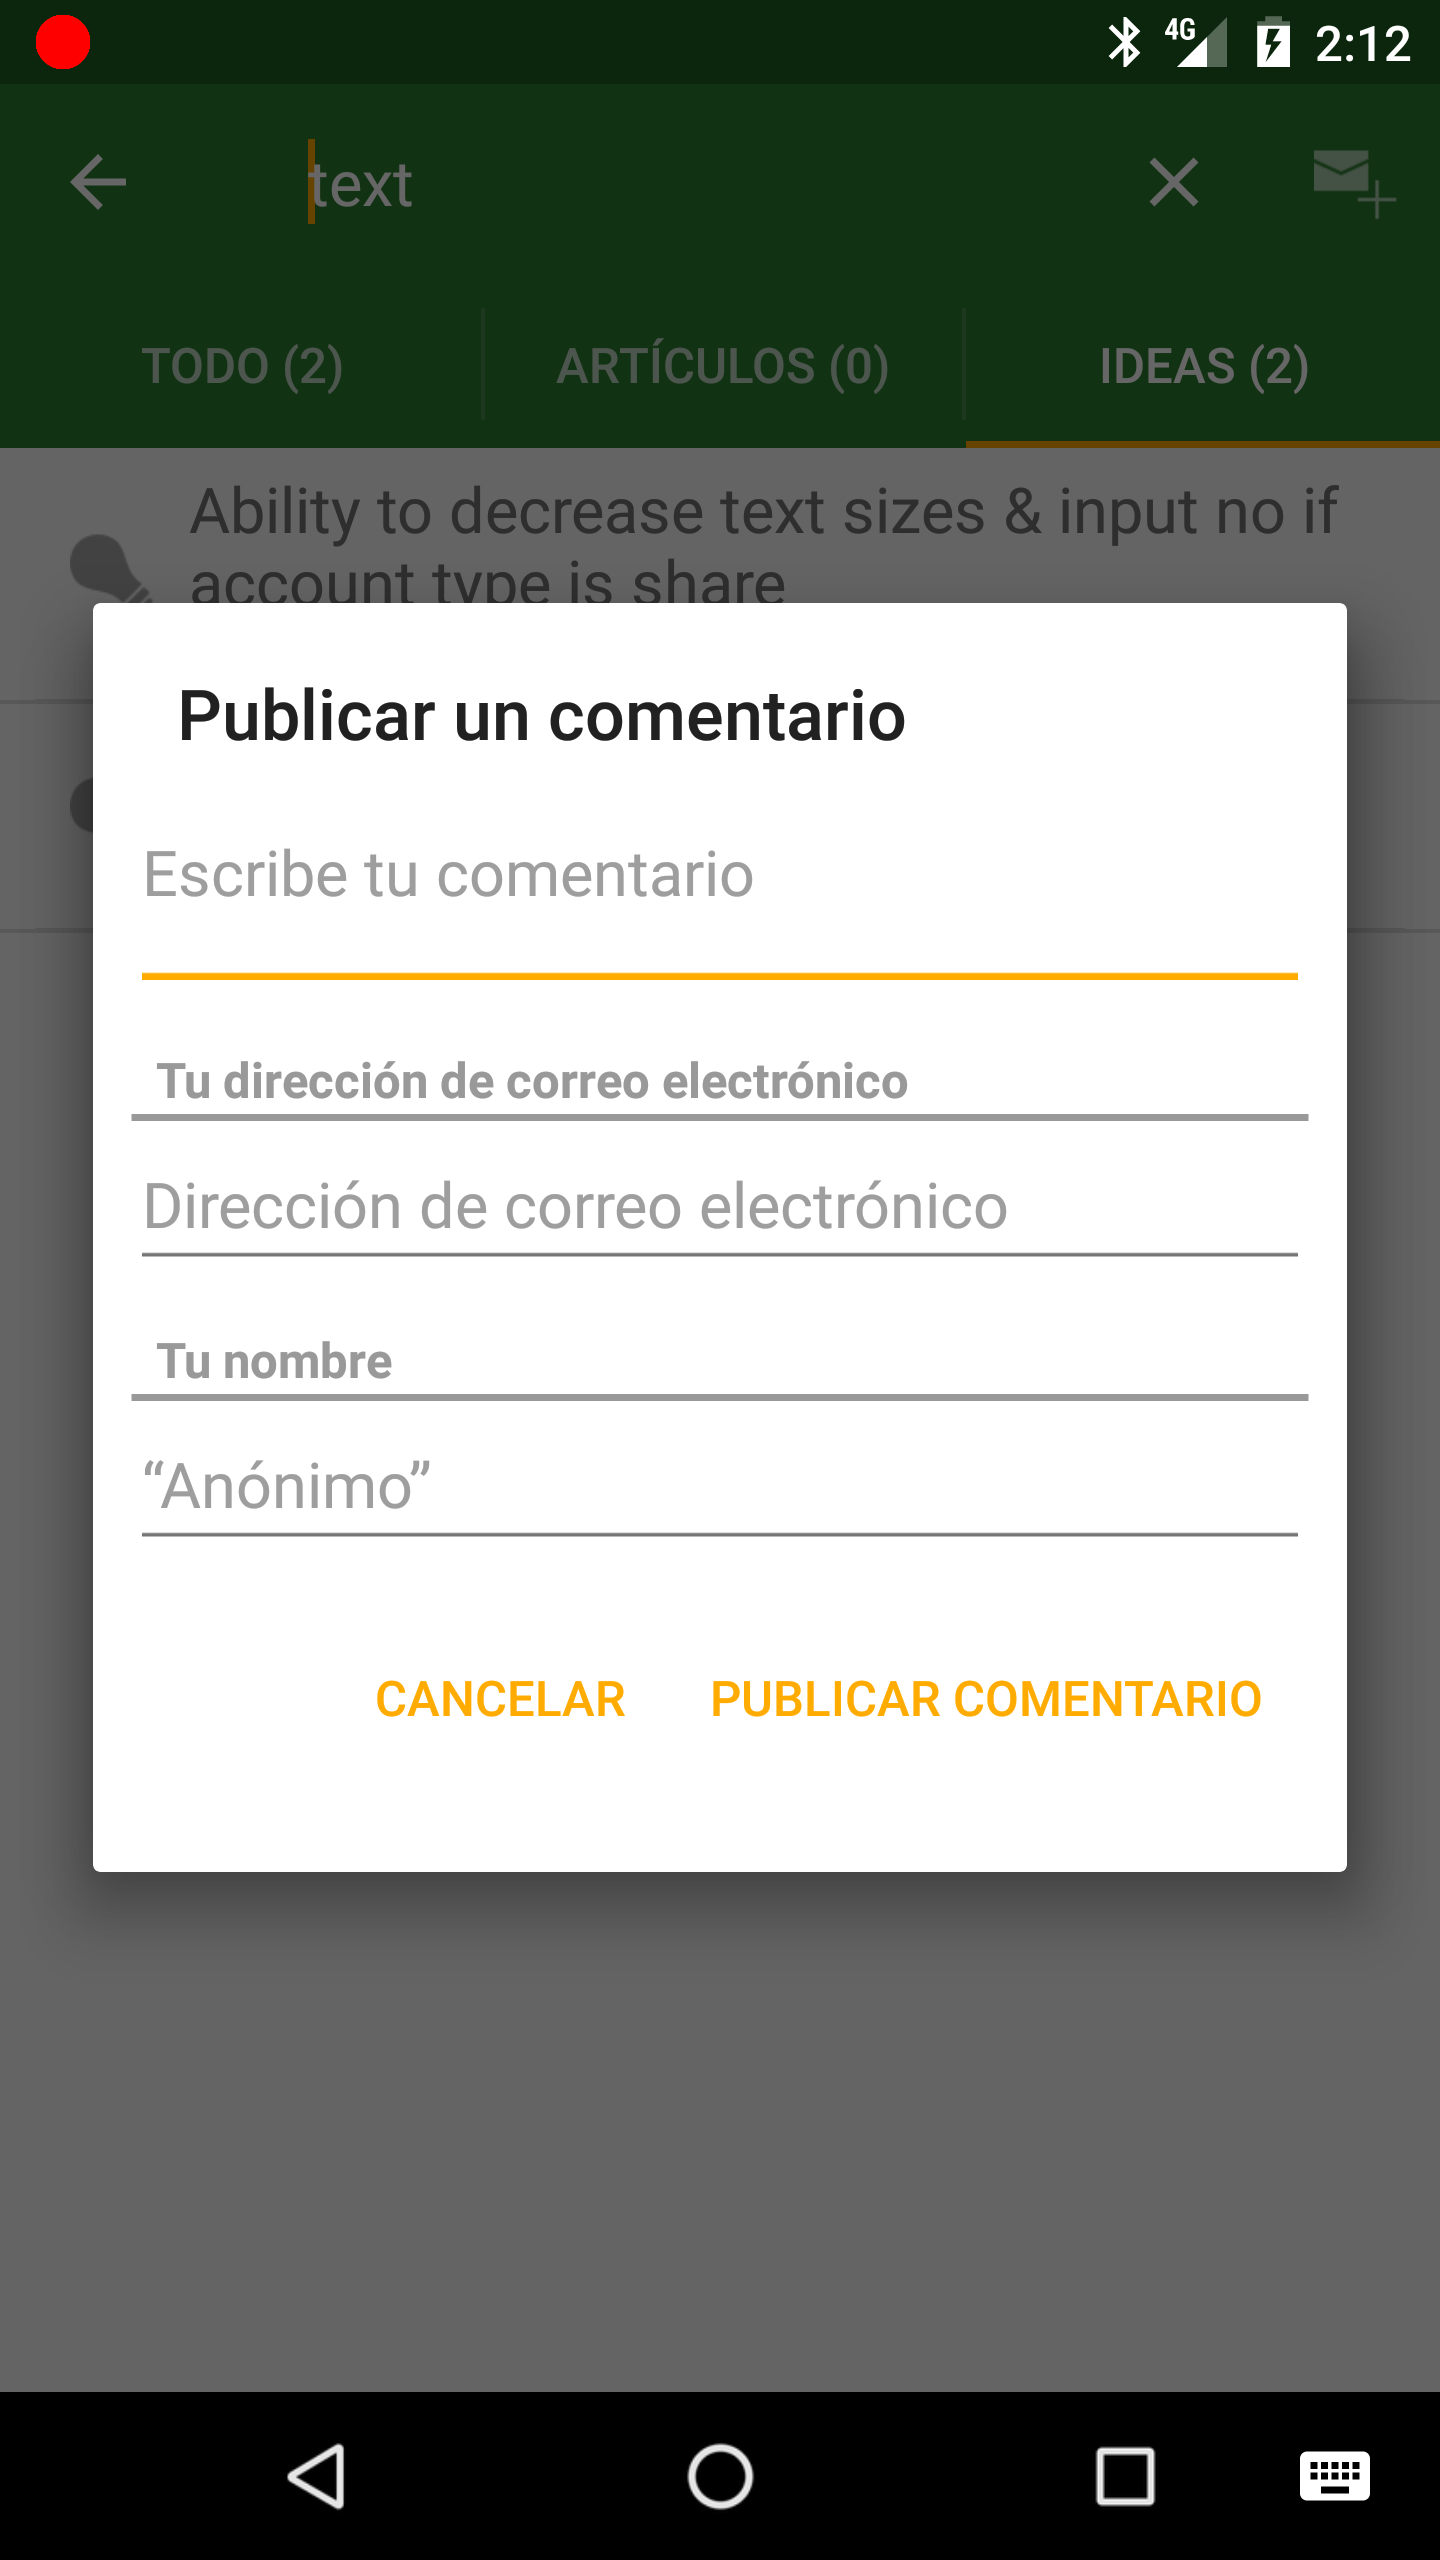 4G 2:12
text
TODO (2) ARTÍCULOS (0) IDEAS (2)
Ability to decrease text sizes & input no if
account type is share
Publicar un comentario
Escribe tu comentario
Tu dirección de correo electrónico
Dirección de correo electrónico
Tu nombre
“Anónimo”
CANCELAR PUBLICAR COMENTARIO